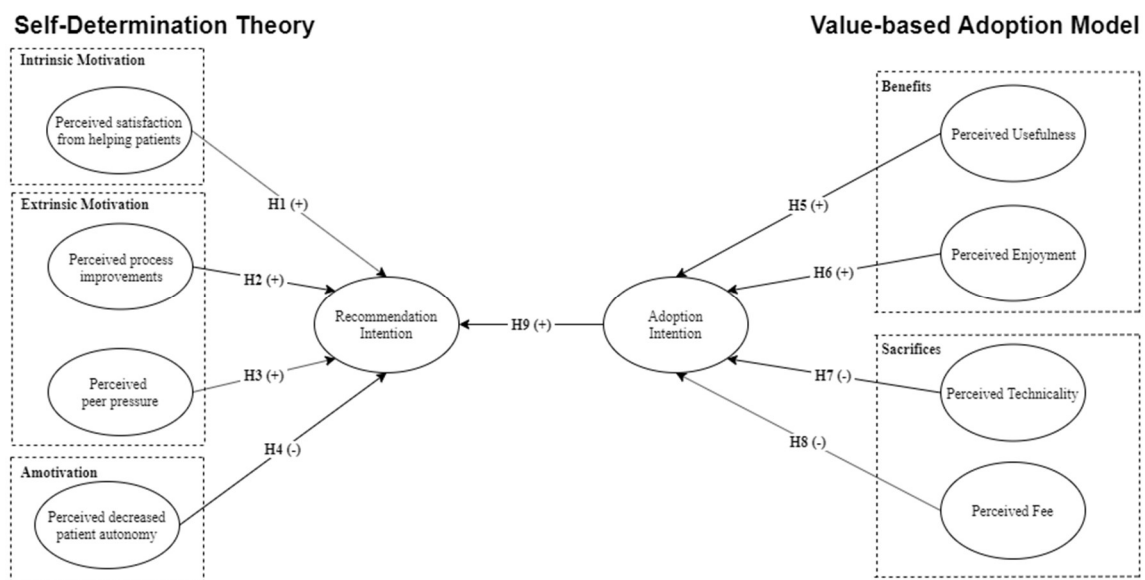 Self-Determination Theory
Value-based Adoption Model
Intrinsic Motivation
Perceived satisfaction
from helping patients
Extrinsic Motivation
Perceived process
improvements
Perceived
peer pressure
Amotivation
Perceived decreased
patient autonomy
H1 (+)
H2 (+)
H3 (+)
H4 (-)
Recommendation
Intention
H9 (+)
Adoption
Intention
H5 (+)
H6 (+)
H7 (-)
H8 (-)
Benefits
Perceived Usefulness
Perceived Enjoyment
Sacrifices
Perceived Technicality
Perceived Fee